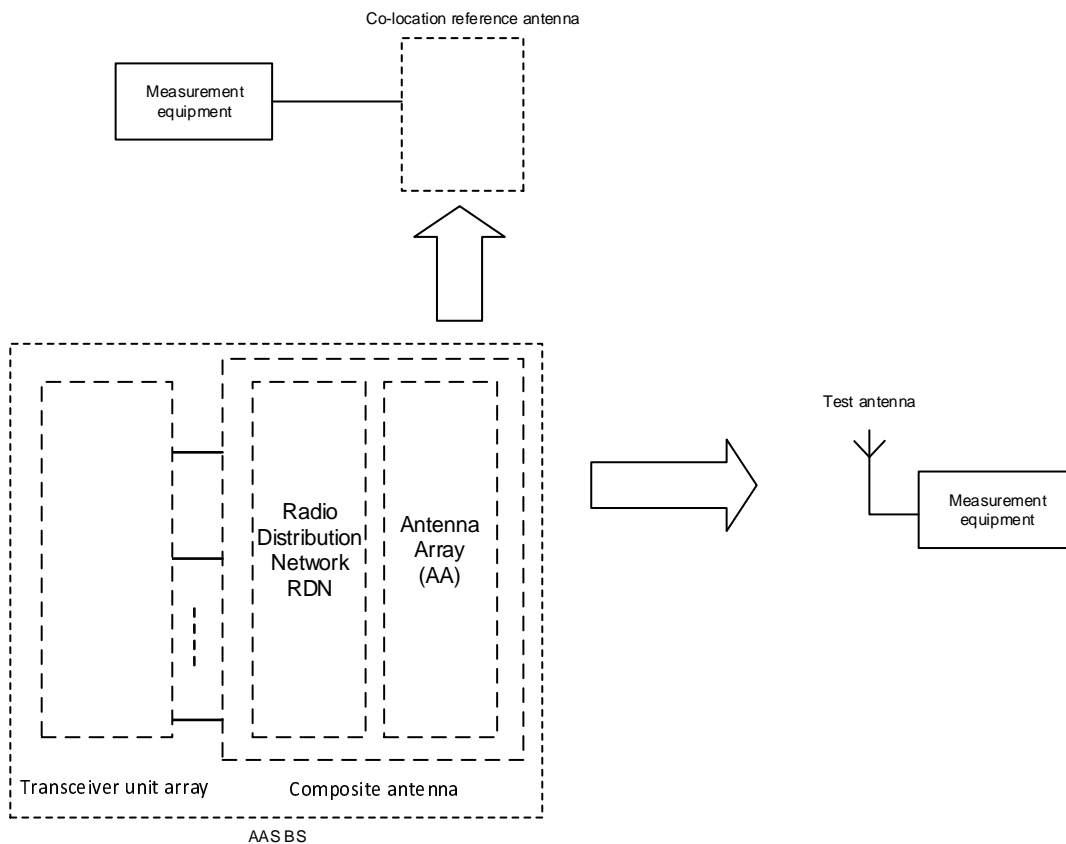 Co-location reference antenna
Measurement
equipment
Test antenna
Measurement
equipment
Radio
Distribution
Network
RDN
Antenna
Array
(AA)
Transceiver unit array
Composite antenna
AAS BS